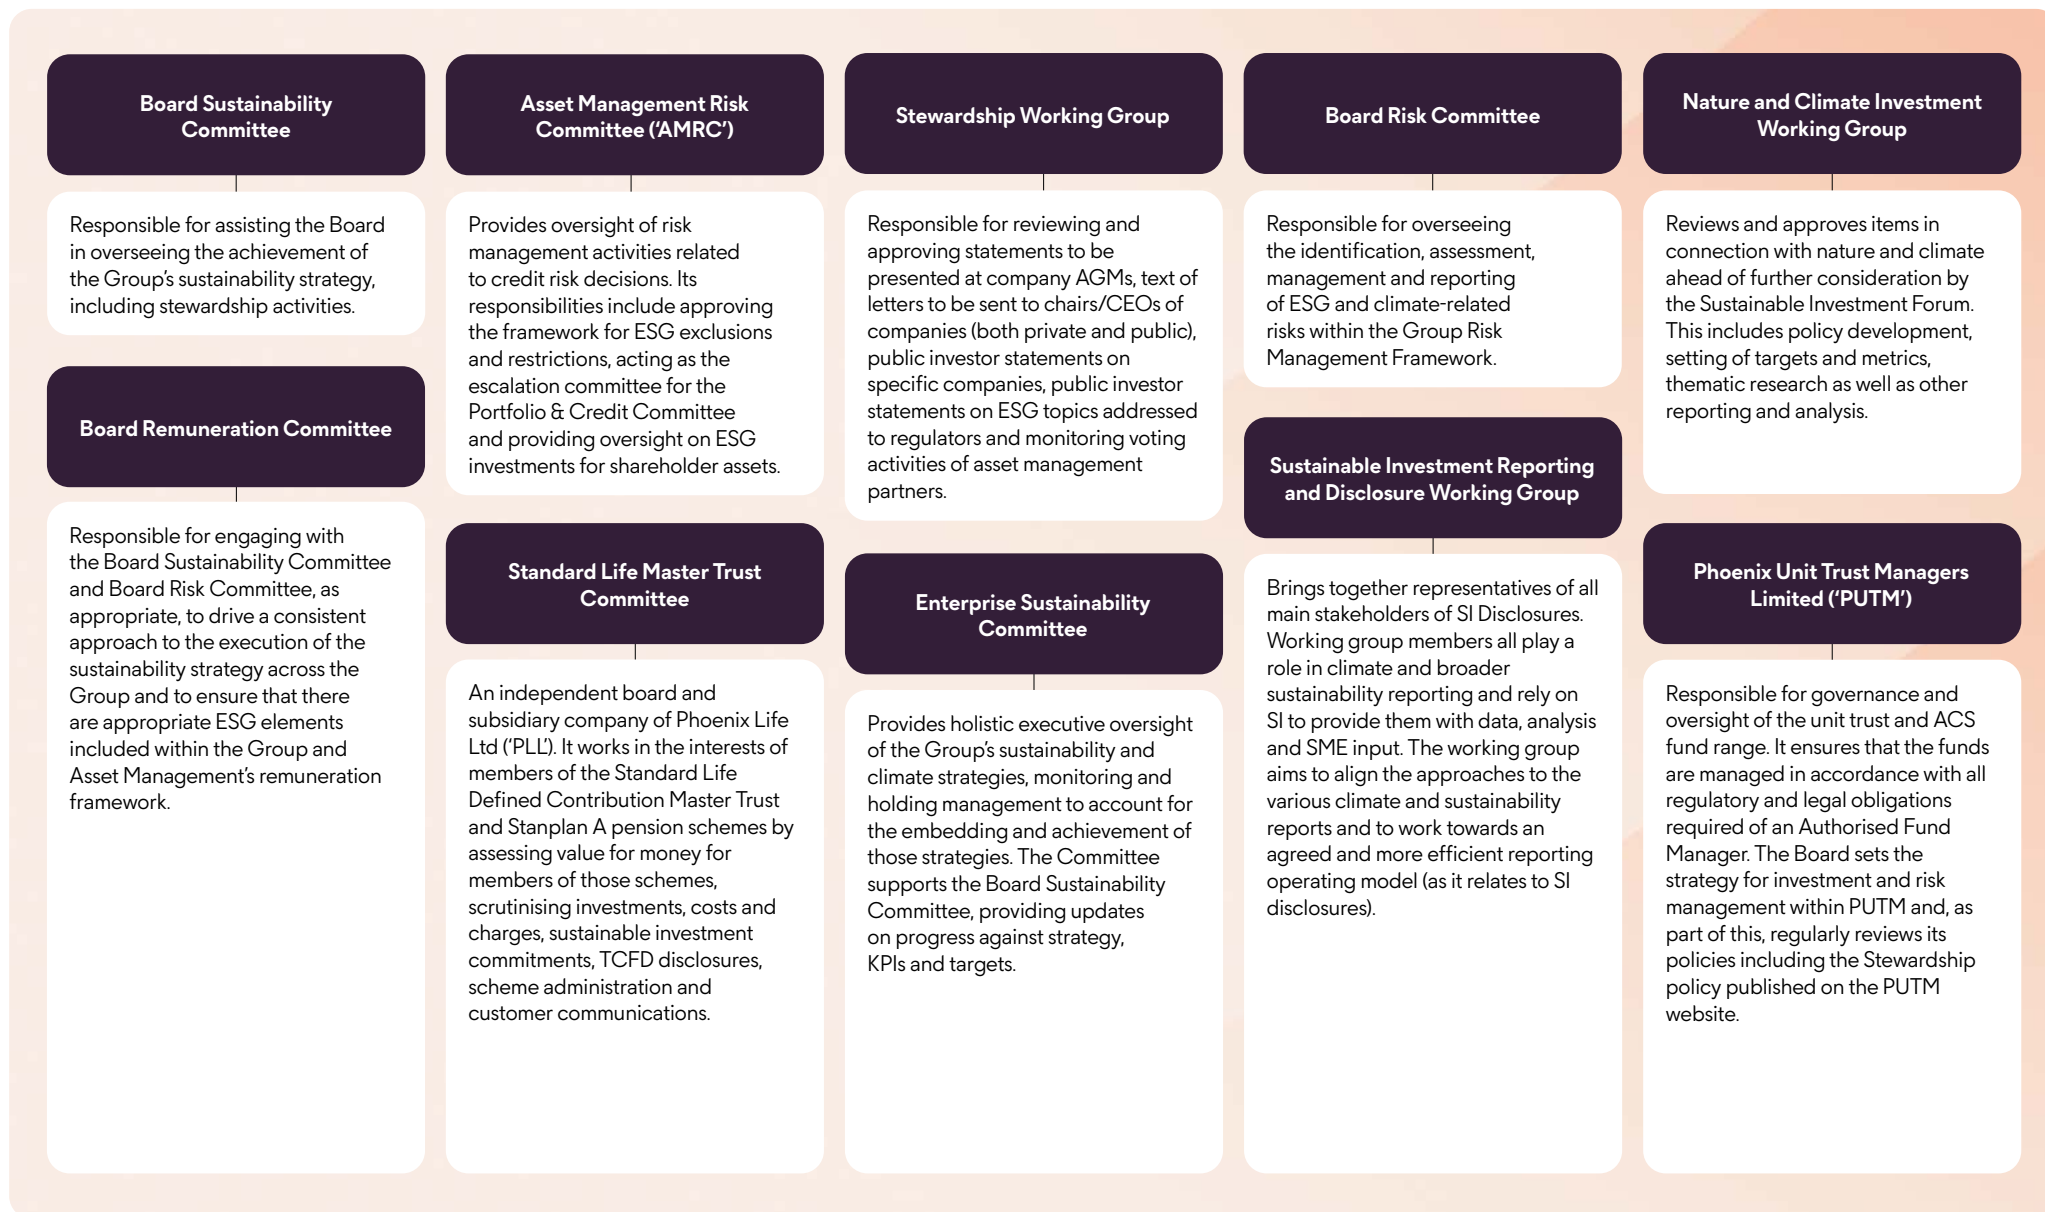 Board Sustainability
Committee
Responsible for assisting the Board
in overseeing the achievement of
the Group’s sustainability strategy,
including stewardship activities.
Board Remuneration Committee
Responsible for engaging with
the Board Sustainability Committee
and Board Risk Committee, as
appropriate, to drive a consistent
approach to the execution of the
sustainability strategy across the
Group and to ensure that there
are appropriate ESG elements
included within the Group and
Asset Management’s remuneration
framework.
Asset Management Risk
Committee (‘AMRC’)
Provides oversight of risk
management activities related
to credit risk decisions. Its
responsibilities include approving
the framework for ESG exclusions
and restrictions, acting as the
escalation committee for the
Portfolio & Credit Committee
and providing oversight on ESG
investments for shareholder assets.
Standard Life Master Trust
Committee
An independent board and
subsidiary company of Phoenix Life
Ltd (‘PLL’). It works in the interests of
members of the Standard Life
Defined Contribution Master Trust
and Stanplan A pension schemes by
assessing value for money for
members of those schemes,
scrutinising investments, costs and
charges, sustainable investment
commitments, TCFD disclosures,
scheme administration and
customer communications.
Stewardship Working Group
Responsible for reviewing and
approving statements to be
presented at company AGMs, text of
letters to be sent to chairs/CEOs of
companies (both private and public),
public investor statements on
specific companies, public investor
statements on ESG topics addressed
to regulators and monitoring voting
activities of asset management
partners.
Enterprise Sustainability
Committee
Provides holistic executive oversight
of the Group’s sustainability and
climate strategies, monitoring and
holding management to account for
the embedding and achievement of
those strategies. The Committee
supports the Board Sustainability
Committee, providing updates
on progress against strategy,
KPIs and targets.
Board Risk Committee
Responsible for overseeing
the identification, assessment,
management and reporting
of ESG and climate-related
risks within the Group Risk
Management Framework.
Sustainable Investment Reporting
and Disclosure Working Group
Brings together representatives of all
main stakeholders of SI Disclosures.
Working group members all play a
role in climate and broader
sustainability reporting and rely on
SI to provide them with data, analysis
and SME input. The working group
aims to align the approaches to the
various climate and sustainability
reports and to work towards an
agreed and more efficient reporting
operating model (as it relates to SI
disclosures).
Nature and Climate Investment
Working Group
Reviews and approves items in
connection with nature and climate
ahead of further consideration by
the Sustainable Investment Forum.
This includes policy development,
setting of targets and metrics,
thematic research as well as other
reporting and analysis.
Phoenix Unit Trust Managers
Limited (‘PUTM’)
Responsible for governance and
oversight of the unit trust and ACS
fund range. It ensures that the funds
are managed in accordance with all
regulatory and legal obligations
required of an Authorised Fund
Manager. The Board sets the
strategy for investment and risk
management within PUTM and, as
part of this, regularly reviews its
policies including the Stewardship
policy published on the PUTM
website.